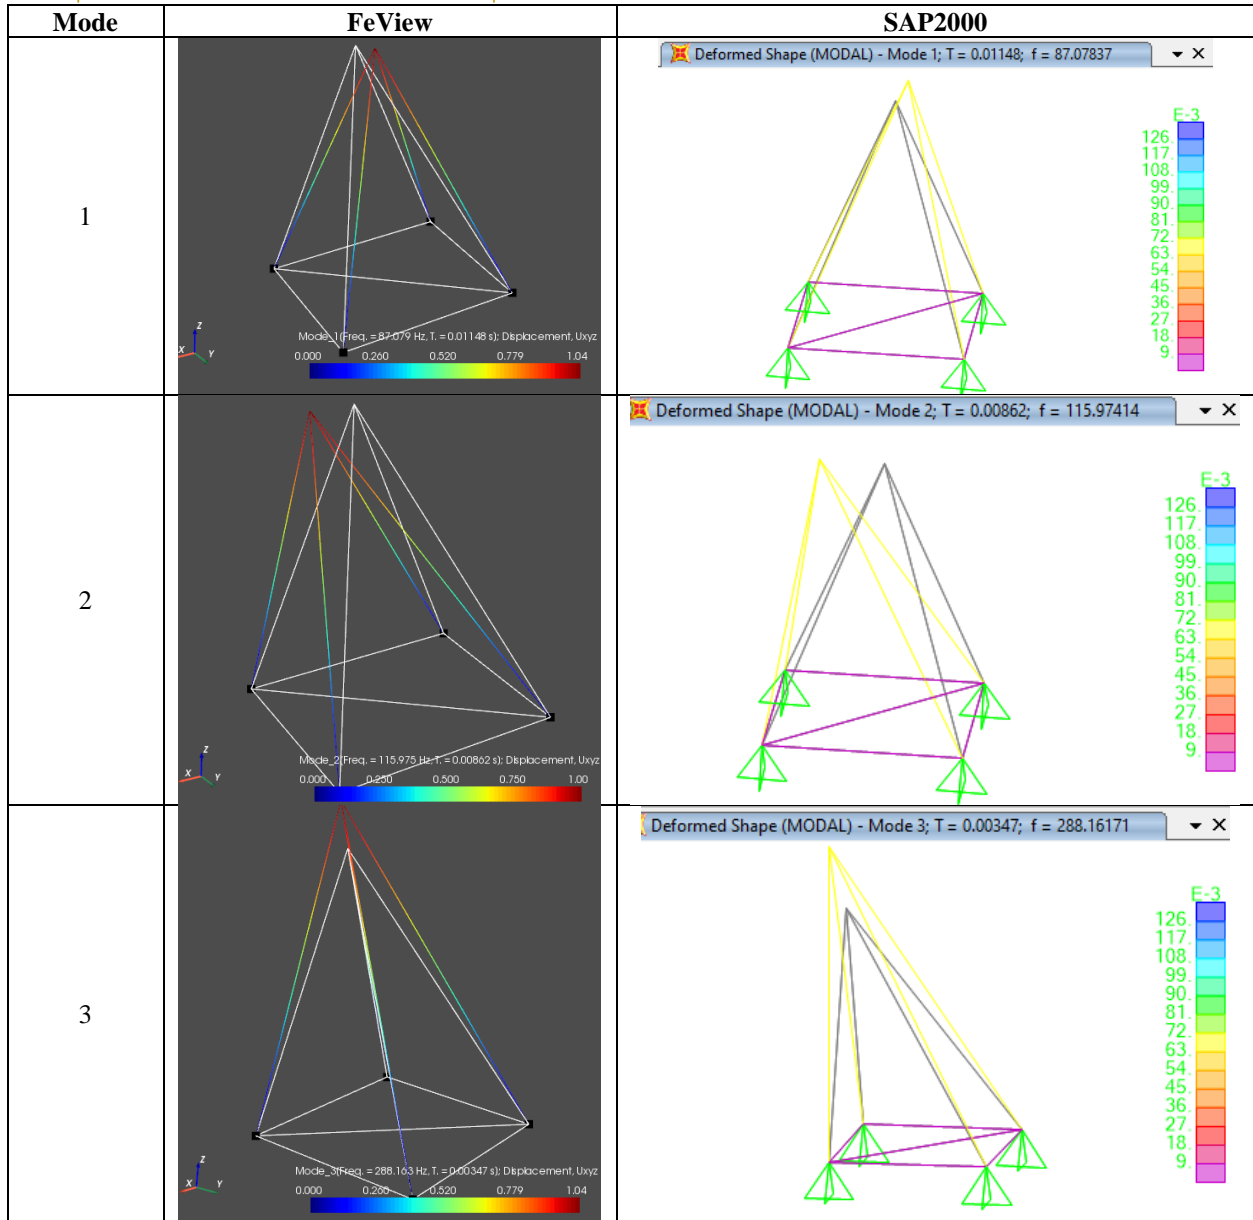 Mode FeView SAP2000
1
Mode_1(Freq. = 87.079 Hz, T. = 0.01148 s); Displacement, Uxyz
0.000 0.260 0.520 0.779 1.04
Z
X
Y
Deformed Shape (MODAL) - Mode 1; T = 0.01148; f = 87.07837
E-3
126.
117.
108.
99.
90.
81.
72.
63.
54.
45.
36.
27.
18.
9.
2
Mode_2(Freq. = 115.975 Hz, T. = 0.00862 s); Displacement, Uxyz
0.000 0.250 0.500 0.750 1.00
Z
X
Y
Deformed Shape (MODAL) - Mode 2; T = 0.00862; f = 115.97414
E-3
126.
117.
108.
99.
90.
81.
72.
63.
54.
45.
36.
27.
18.
9.
3
Mode_3(Freq. = 288.163 Hz, T. = 0.00347 s); Displacement, Uxyz
0.000 0.260 0.520 0.779 1.04
Z
X
Y
Deformed Shape (MODAL) - Mode 3; T = 0.00347; f = 288.16171
E-3
126.
117.
108.
99.
90.
81.
72.
63.
54.
45.
36.
27.
18.
9.